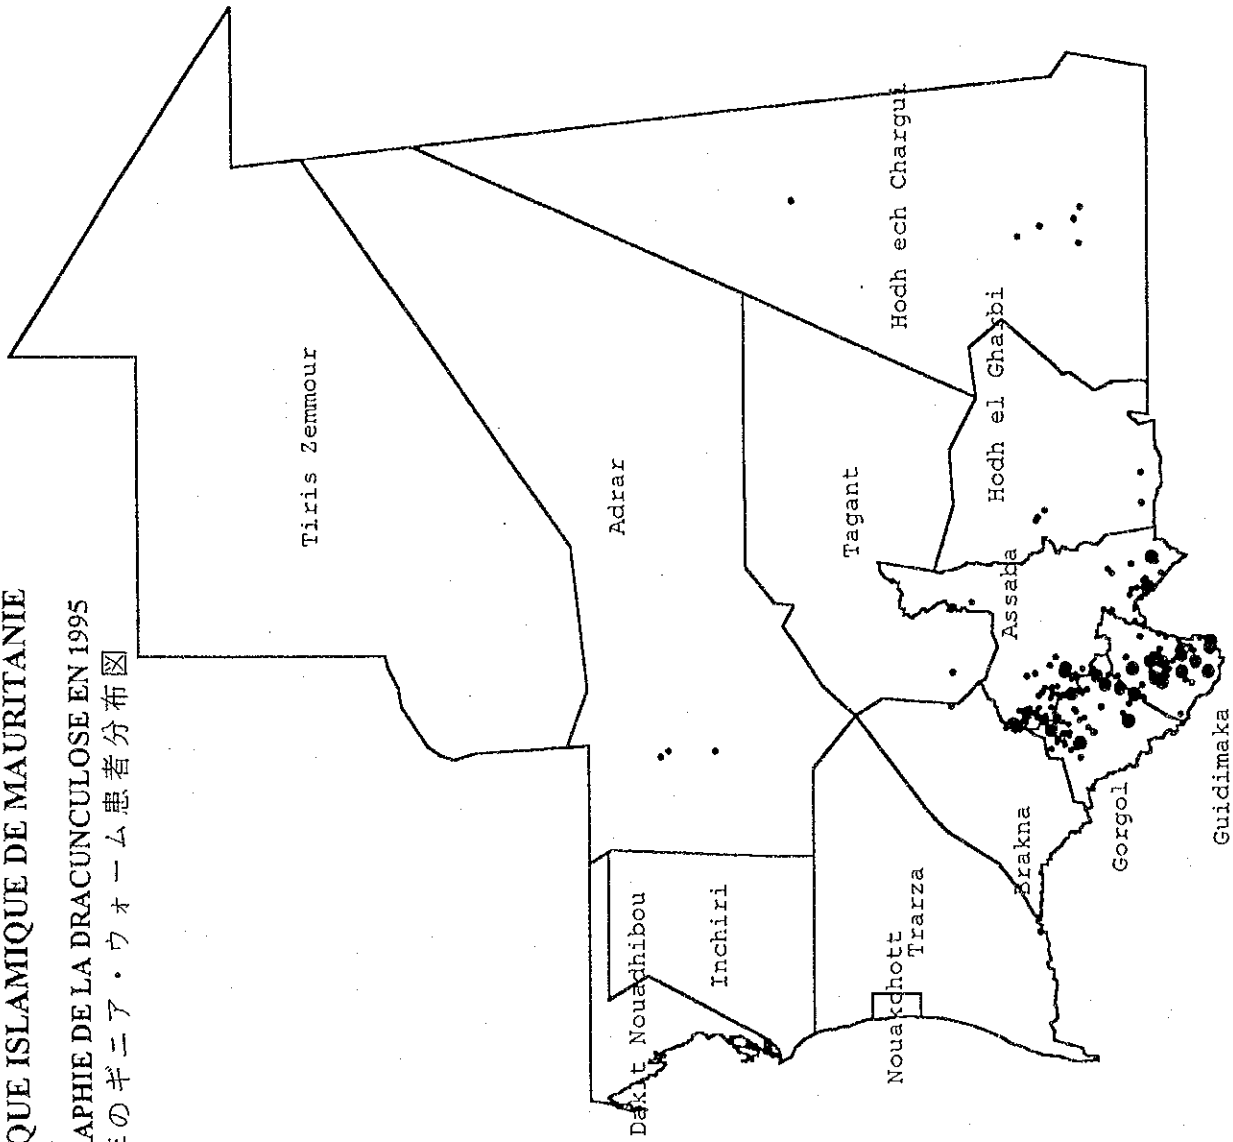 QUE ISLAMIQUE DE MAURITANIE
APHIE DE LA DRACUNCULOSE EN 1995
のギニア・ウォーム患者分布図
Tiris Zemmour
Adrar
Hodh ech Chargui
Tagant
Hodh el Gharbi
Assaba
Daklt Nouadhibou
Inchiri
Nouakchott
Trarza
Brakna
Gorgol
Guidimaka